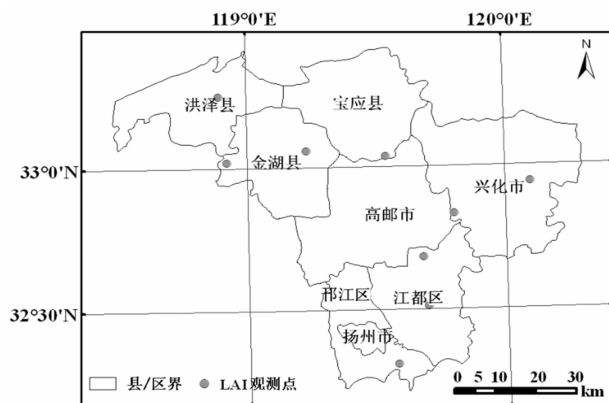 119°0′E
120°0′E
N
洪泽县
宝应县
金湖县
33°0′N
兴化市
高邮市
邗江区
江都区
32°30′N
扬州市
县/区界
LAI观测点
0 5 10 20 30
km